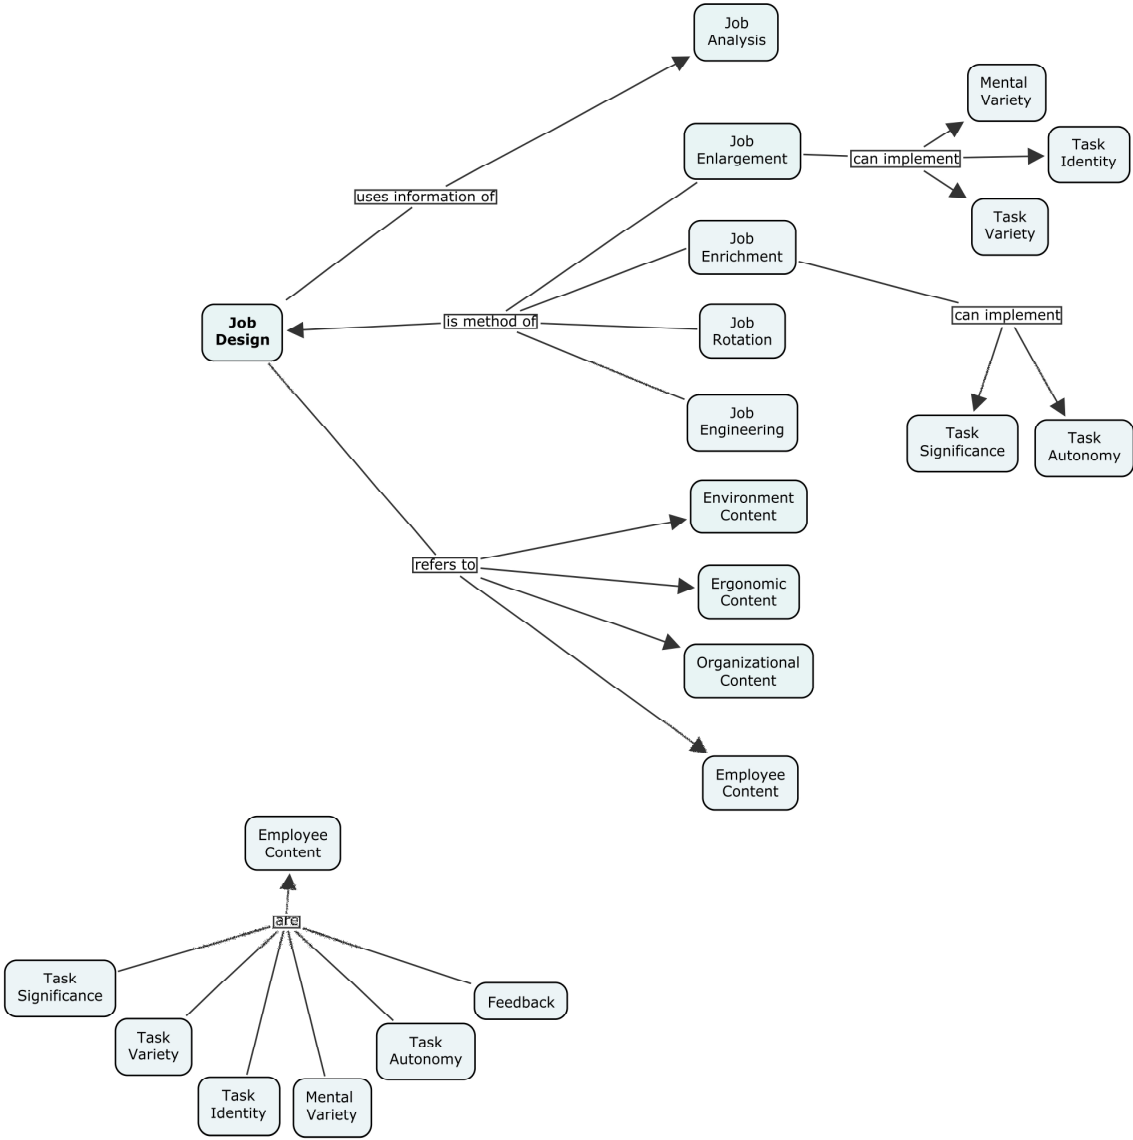 Job
Analysis
Mental
Variety
Job
Enlargement
can implement
Task
Identity
uses information of
Task
Variety
Job
Enrichment
can implement
Job
Design
is method of
Job
Rotation
Job
Engineering
Task
Significance
Task
Autonomy
Environment
Content
refers to
Ergonomic
Content
Organizational
Content
Employee
Content
Employee
Content
are
Task
Significance
Feedback
Task
Variety
Task
Autonomy
Task
Identity
Mental
Variety